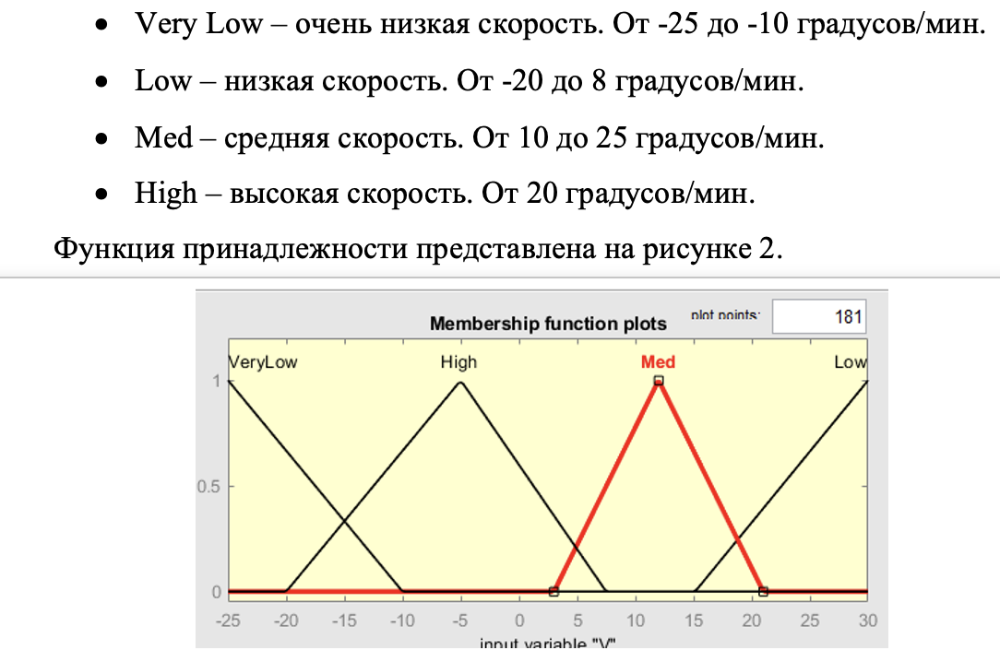 • Very Low – очень низкая скорость. От -25 до -10 градусов/мин.
• Low – низкая скорость. От -20 до 8 градусов/мин.
• Med – средняя скорость. От 10 до 25 градусов/мин.
• High – высокая скорость. От 20 градусов/мин.
Функция принадлежности представлена на рисунке 2.
Membership function plots plot points: 181
VeryLow High Med Low
1
0.5
0
-25 -20 -15 -10 -5 0 5 10 15 20 25 30
input variable "V"